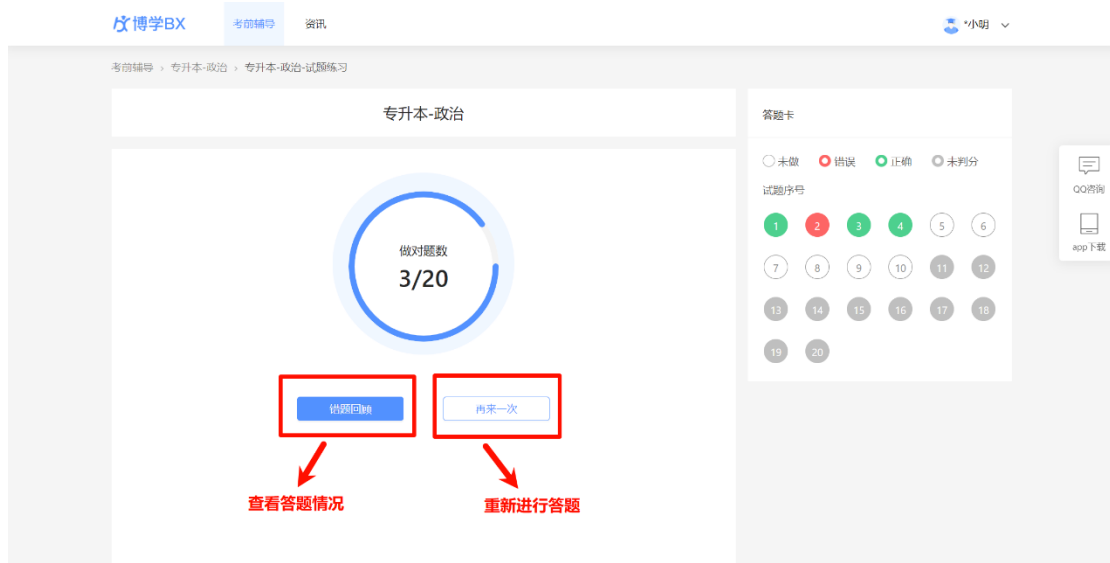 博学BX 考前辅导 资讯 *小明
考前辅导 › 专升本-政治 › 专升本-政治-试题练习
专升本-政治
做对题数
3/20
错题回顾 再来一次
查看答题情况 重新进行答题
答题卡
未做 错误 正确 未判分
试题序号
1 2 3 4 5 6
7 8 9 10 11 12
13 14 15 16 17 18
19 20
QQ咨询
app下载